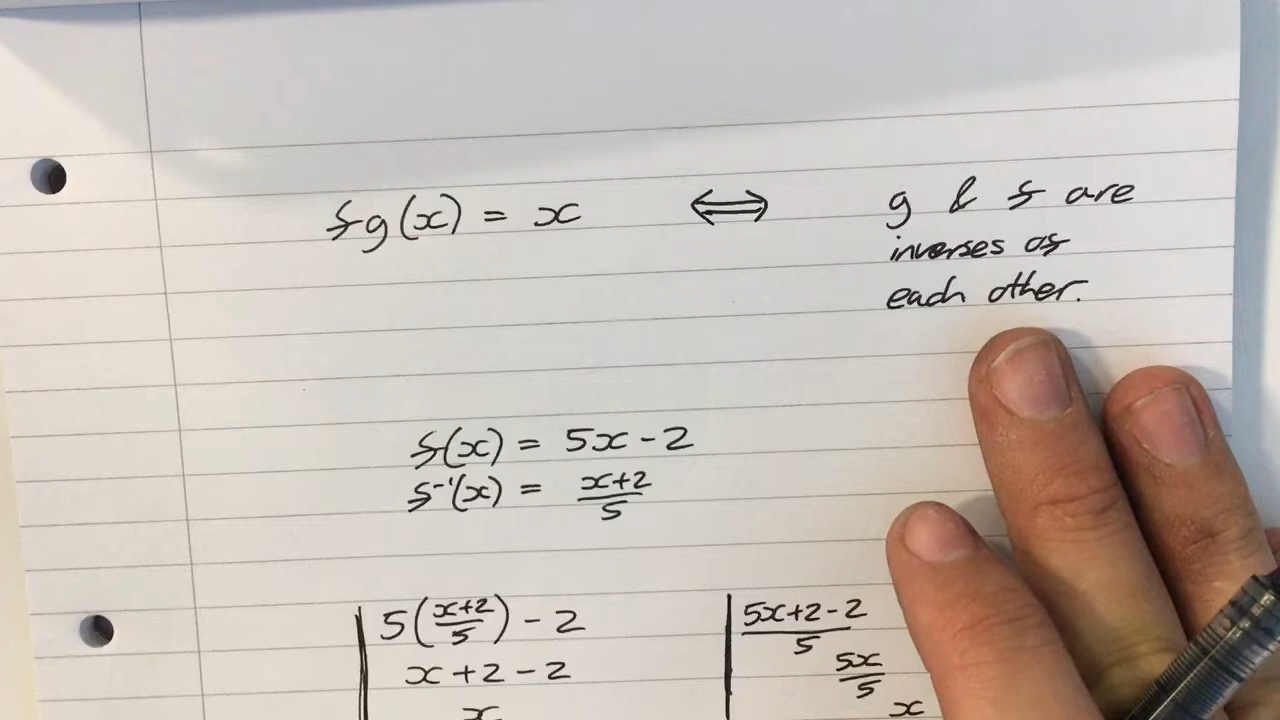 fg(x) = x ⟺ g & f are
inverses of
each other.
f(x) = 5x - 2
f⁻¹(x) = x+2/5
5(x+2/5) - 2
x + 2 - 2
x
5x+2-2/5
5x/5
x